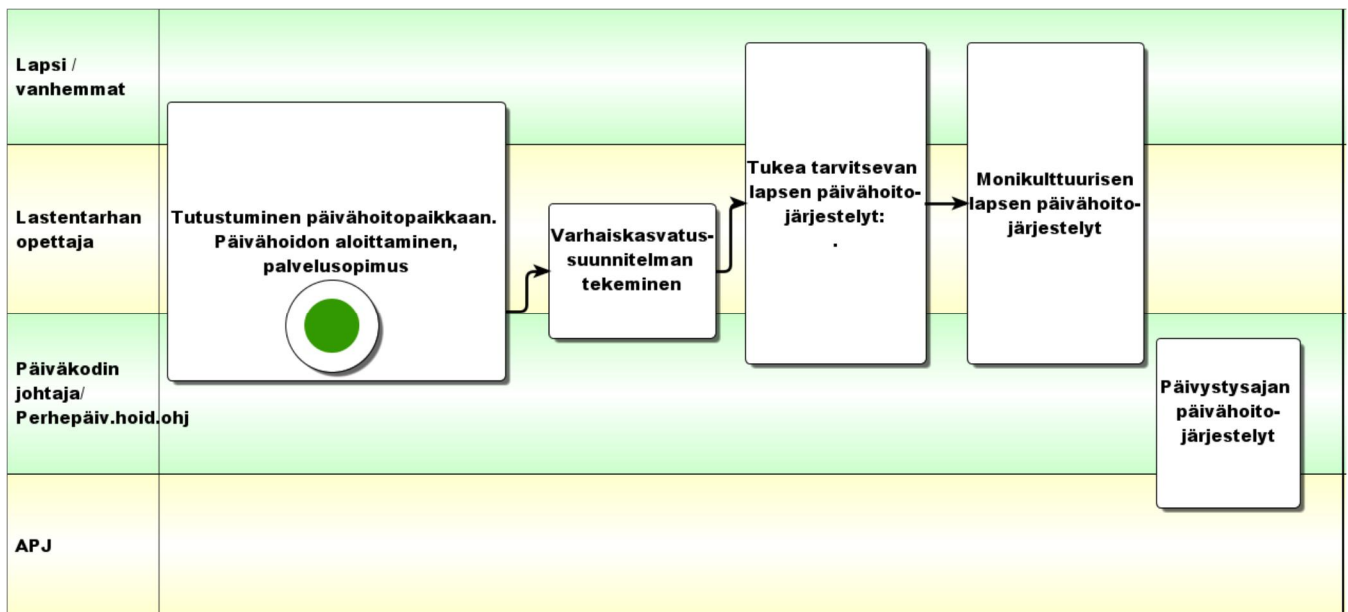 Lapsi /
vanhemmat
Lastentarhan
opettaja
Päiväkodin
johtaja/
Perhepäiv.hoid.ohj
APJ
Tutustuminen päivähoitopaikkaan.
Päivähoidon aloittaminen,
palvelusopimus
Varhaiskasvatus-
suunnitelman
tekeminen
Tukea tarvitsevan
lapsen päivähoito-
järjestelyt:
.
Monikulttuurisen
lapsen päivähoito-
järjestelyt
Päivystysajan
päivähoito-
järjestelyt